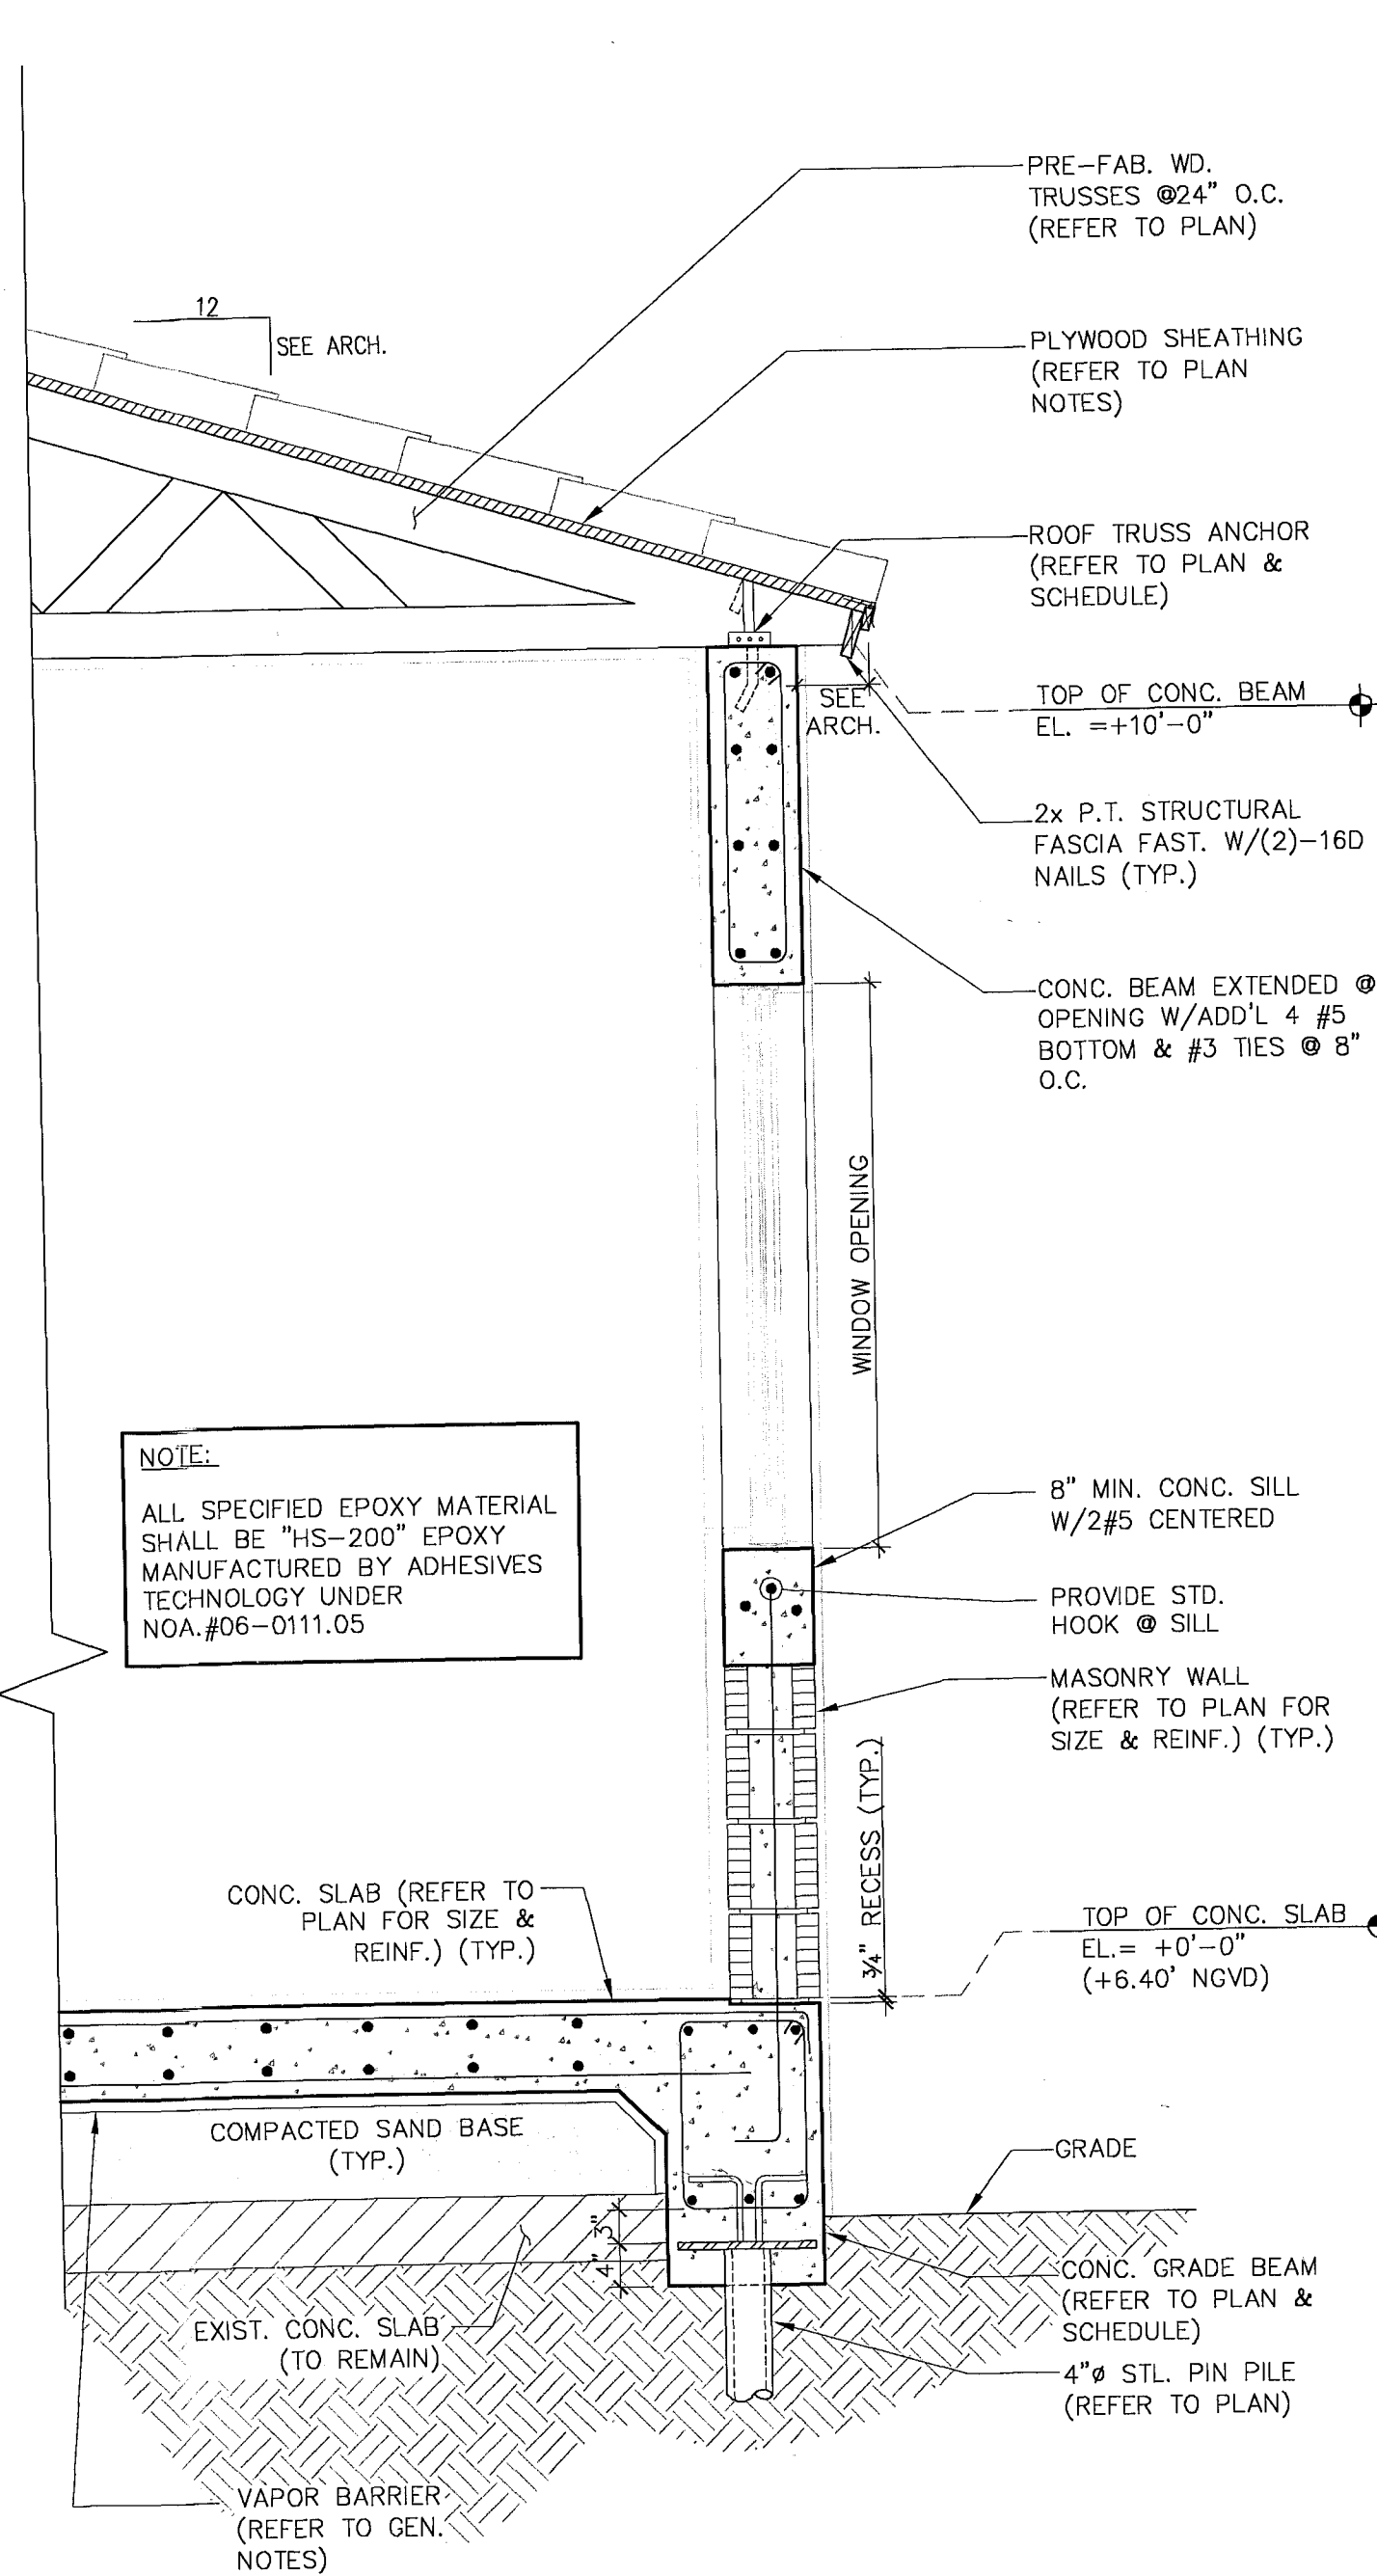 PRE-FAB. WD.
TRUSSES @24" O.C.
(REFER TO PLAN)
12
SEE ARCH.
PLYWOOD SHEATHING
(REFER TO PLAN
NOTES)
ROOF TRUSS ANCHOR
(REFER TO PLAN &
SCHEDULE)
SEE
ARCH.
TOP OF CONC. BEAM
EL. =+10'-0"
2x P.T. STRUCTURAL
FASCIA FAST. W/(2)-16D
NAILS (TYP.)
CONC. BEAM EXTENDED @
OPENING W/ADD'L 4 #5
BOTTOM & #3 TIES @ 8"
O.C.
WINDOW OPENING
NOTE:
ALL SPECIFIED EPOXY MATERIAL
SHALL BE "HS-200" EPOXY
MANUFACTURED BY ADHESIVES
TECHNOLOGY UNDER
NOA.#06-0111.05
8" MIN. CONC. SILL
W/2#5 CENTERED
PROVIDE STD.
HOOK @ SILL
MASONRY WALL
(REFER TO PLAN FOR
SIZE & REINF.) (TYP.)
3/4" RECESS (TYP.)
CONC. SLAB (REFER TO
PLAN FOR SIZE &
REINF.) (TYP.)
TOP OF CONC. SLAB
EL.= +0'-0"
(+6.40' NGVD)
COMPACTED SAND BASE
(TYP.)
GRADE
3"
4"
CONC. GRADE BEAM
(REFER TO PLAN &
SCHEDULE)
EXIST. CONC. SLAB
(TO REMAIN)
4"ø STL. PIN PILE
(REFER TO PLAN)
VAPOR BARRIER
(REFER TO GEN.
NOTES)